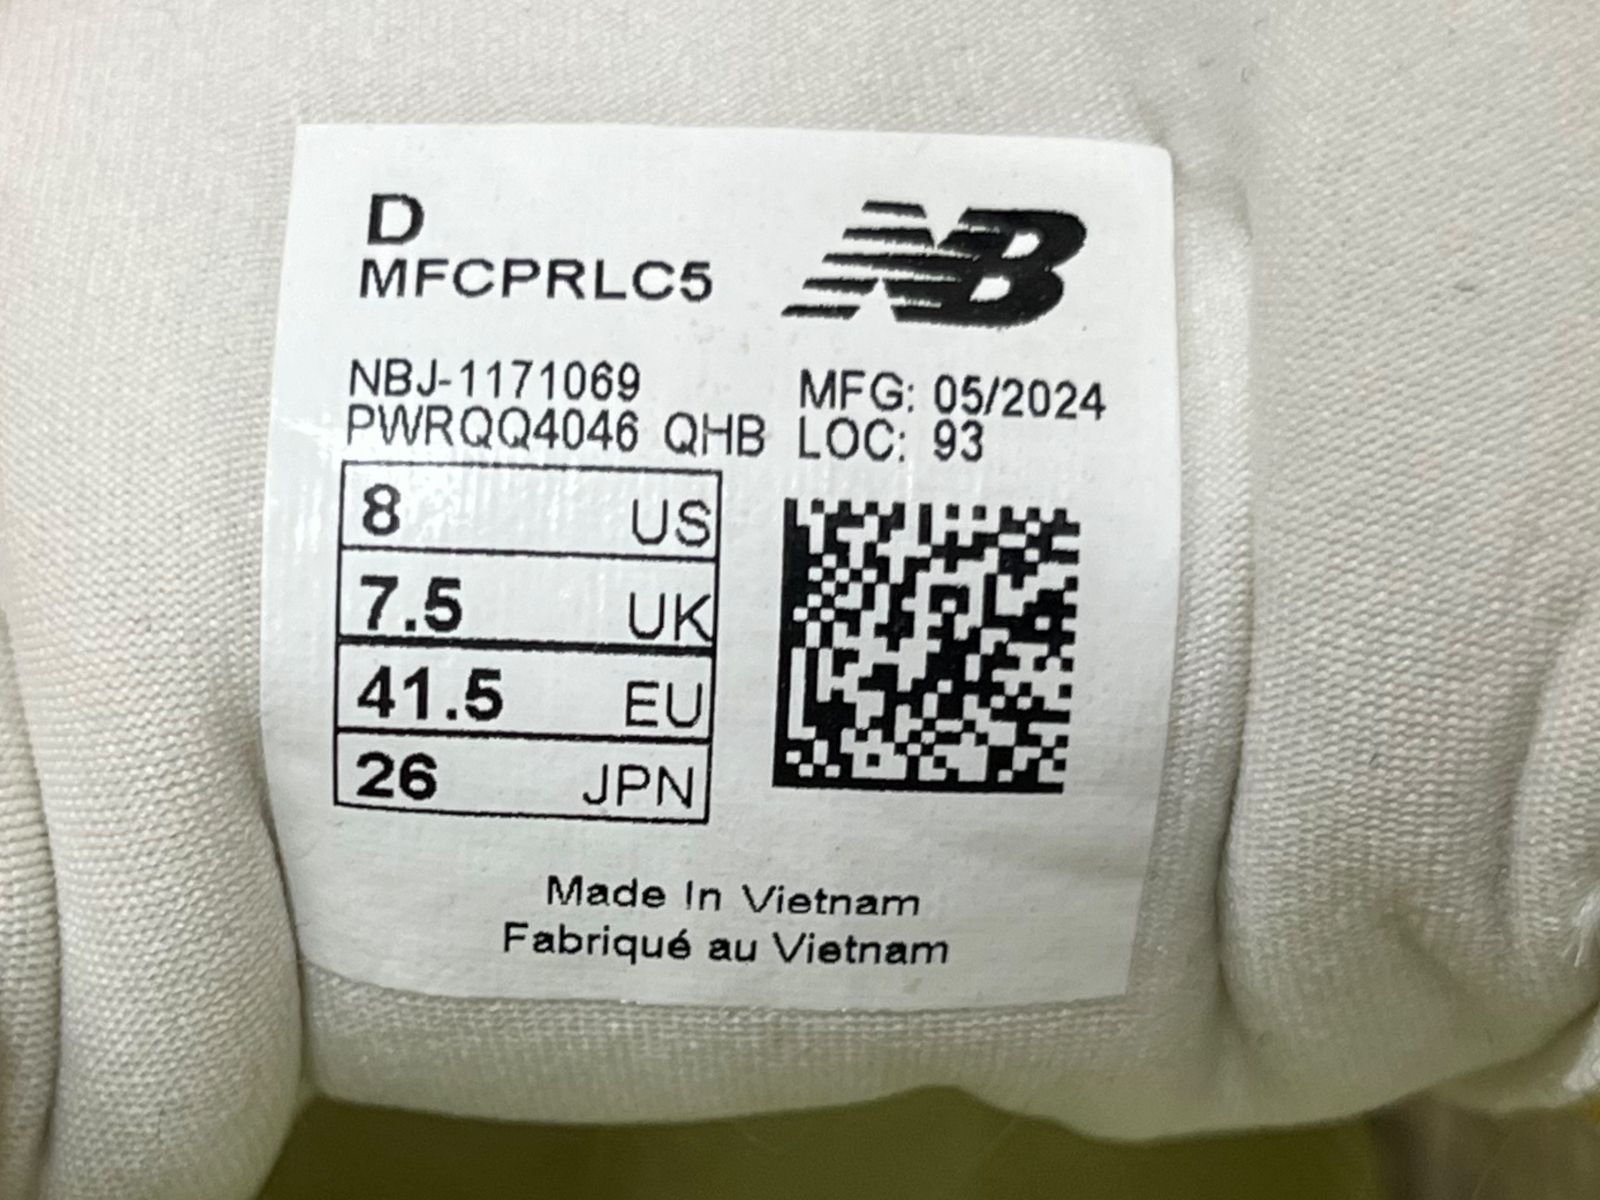 D
MFCPRLC5
NB
NBJ-1171069
PWRQQ4046 QHB
MFG: 05/2024
LOC: 93
8 US
7.5 UK
41.5 EU
26 JPN
Made In Vietnam
Fabriqué au Vietnam